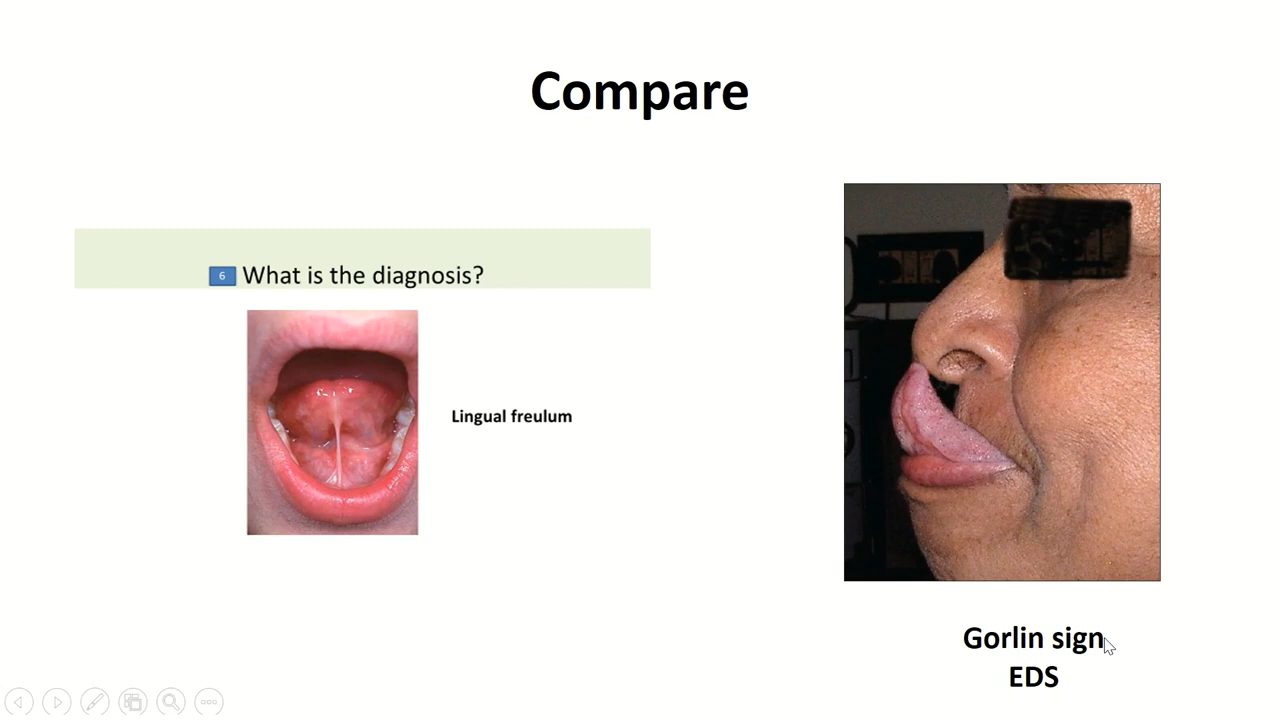 Compare
6 What is the diagnosis?
Lingual freulum
Gorlin sign
EDS